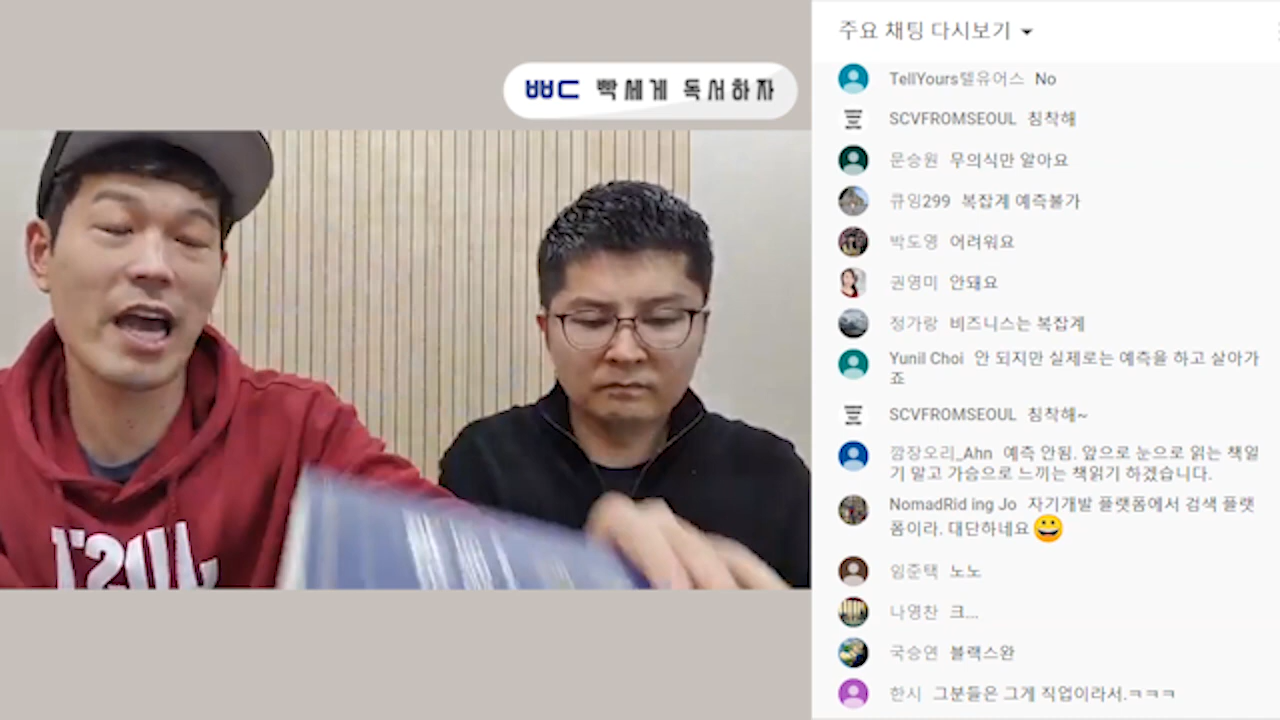 ㅃㄷ 빡세게 독서하자
JUST
주요 채팅 다시보기
TellYours텔유어스 No
SCVFROMSEOUL 침착해
문승원 무의식만 알아요
큐잉299 복잡계 예측불가
박도영 어려워요
권영미 안돼요
정가랑 비즈니스는 복잡계
Yunil Choi 안 되지만 실제로는 예측을 하고 살아가
죠
SCVFROMSEOUL 침착해~
깜장오리_Ahn 예측 안됨. 앞으로 눈으로 읽는 책일
기 말고 가슴으로 느끼는 책읽기 하겠습니다.
NomadRid ing Jo 자기개발 플랫폼에서 검색 플랫
폼이라. 대단하네요😀
임준택 노노
나영찬 크...
국승연 블랙스완
한시 그분들은 그게 직업이라서.ㅋㅋㅋ